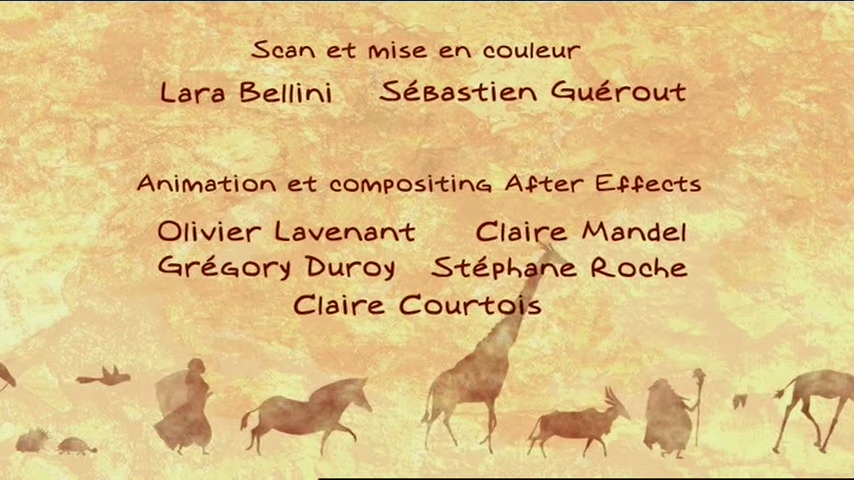 Scan et mise en couleur
Lara Bellini Sébastien Guérout
Animation et compositing After Effects
Olivier Lavenant Claire Mandel
Grégory Duroy Stéphane Roche
Claire Courtois